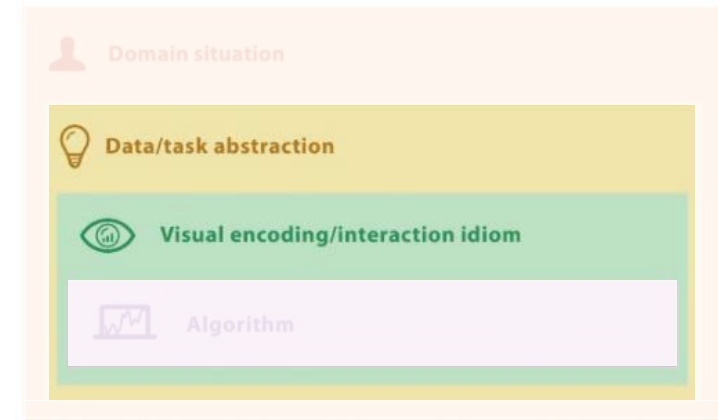 Domain situation
Data/task abstraction
Visual encoding/interaction idiom
Algorithm